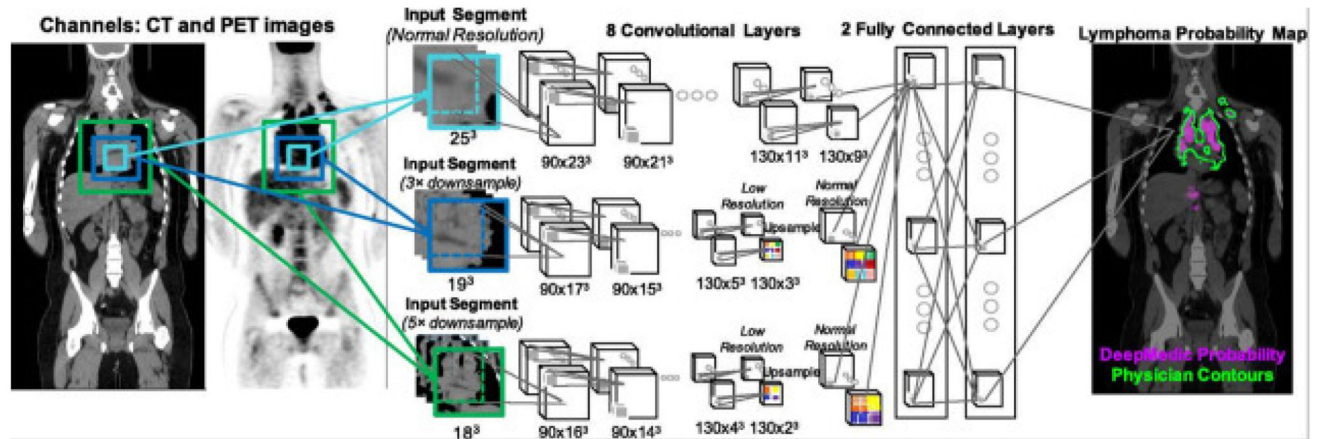 Channels: CT and PET images
Input Segment
(Normal Resolution)
8 Convolutional Layers
2 Fully Connected Layers
Lymphoma Probability Map
25³
90x23³
90x21³
130x11³
130x9³
Input Segment
(3× downsample)
Low
Resolution
Normal
Resolution
Upsample
19³
90x17³
90x15³
130x5³
130x3³
Input Segment
(5× downsample)
Low
Resolution
Normal
Resolution
Upsample
18³
90x16³
90x14³
130x4³
130x2³
DeepMedic Probability
Physician Contours